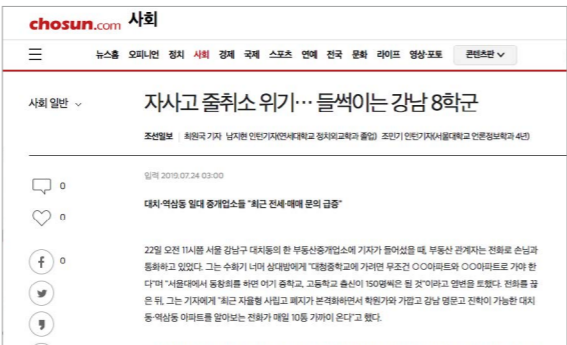 chosun.com 사회
뉴스홈 오피니언 정치 사회 경제 국제 스포츠 연예 전국 문화 라이프 영상·포토 콘텐츠판
사회 일반
자사고 줄취소 위기… 들썩이는 강남 8학군
조선일보 최원국 기자 남지현 인턴기자(연세대학교 정치외교학과 졸업) 조민기 인턴기자(서울대학교 언론정보학과 4년)
입력 2019.07.24 03:00
0
대치·역삼동 일대 중개업소들 "최근 전세·매매 문의 급증"
0
22일 오전 11시쯤 서울 강남구 대치동의 한 부동산중개업소에 기자가 들어섰을 때, 부동산 관계자는 전화로 손님과
0
통화하고 있었다. 그는 수화기 너머 상대방에게 "대청중학교에 가려면 무조건 ○○아파트와 ○○아파트로 가야 한
다"며 "서울대에서 동창회를 하면 여기 중학교, 고등학교 출신이 150명씩은 될 것"이라고 열변을 토했다. 전화를 끊
은 뒤, 그는 기자에게 "최근 자율형 사립고 폐지가 본격화하면서 학원가와 가깝고 강남 명문고 진학이 가능한 대치
동·역삼동 아파트를 알아보는 전화가 매일 10통 가까이 온다"고 했다.